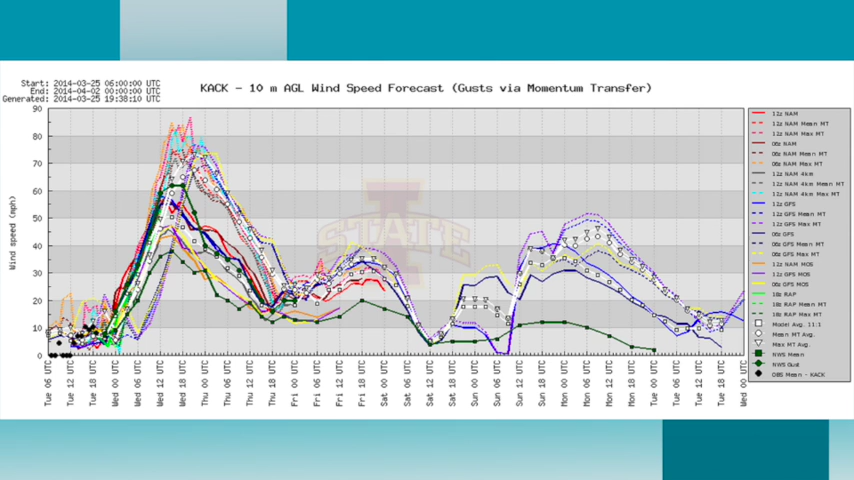 Start: 2014-03-25 06:00:00 UTC
End: 2014-04-02 00:00:00 UTC
Generated: 2014-03-25 19:38:10 UTC
KACK - 10 m AGL Wind Speed Forecast (Gusts via Momentum Transfer)
Wind speed (mph)
90
80
70
60
50
40
30
20
10
0
I
STATE
Tue 06 UTC
Tue 12 UTC
Tue 18 UTC
Wed 00 UTC
Wed 06 UTC
Wed 12 UTC
Wed 18 UTC
Thu 00 UTC
Thu 06 UTC
Thu 12 UTC
Thu 18 UTC
Fri 00 UTC
Fri 06 UTC
Fri 12 UTC
Fri 18 UTC
Sat 00 UTC
Sat 06 UTC
Sat 12 UTC
Sat 18 UTC
Sun 00 UTC
Sun 06 UTC
Sun 12 UTC
Sun 18 UTC
Mon 00 UTC
Mon 06 UTC
Mon 12 UTC
Mon 18 UTC
Tue 00 UTC
Tue 06 UTC
Tue 12 UTC
Tue 18 UTC
Wed 00 UTC
12z NAM
12z NAM Mean MT
12z NAM Max MT
06z NAM
06z NAM Mean MT
06z NAM Max MT
12z NAM 4km
12z NAM 4km Mean MT
12z NAM 4km Max MT
12z GFS
12z GFS Mean MT
12z GFS Max MT
06z GFS
06z GFS Mean MT
06z GFS Max MT
12z NAM MOS
12z GFS MOS
06z GFS MOS
18z RAP
18z RAP Mean MT
18z RAP Max MT
Model Avg. 11:1
Mean MT Avg.
Max MT Avg.
NWS Mean
NWS Gust
OBS Mean - KACK